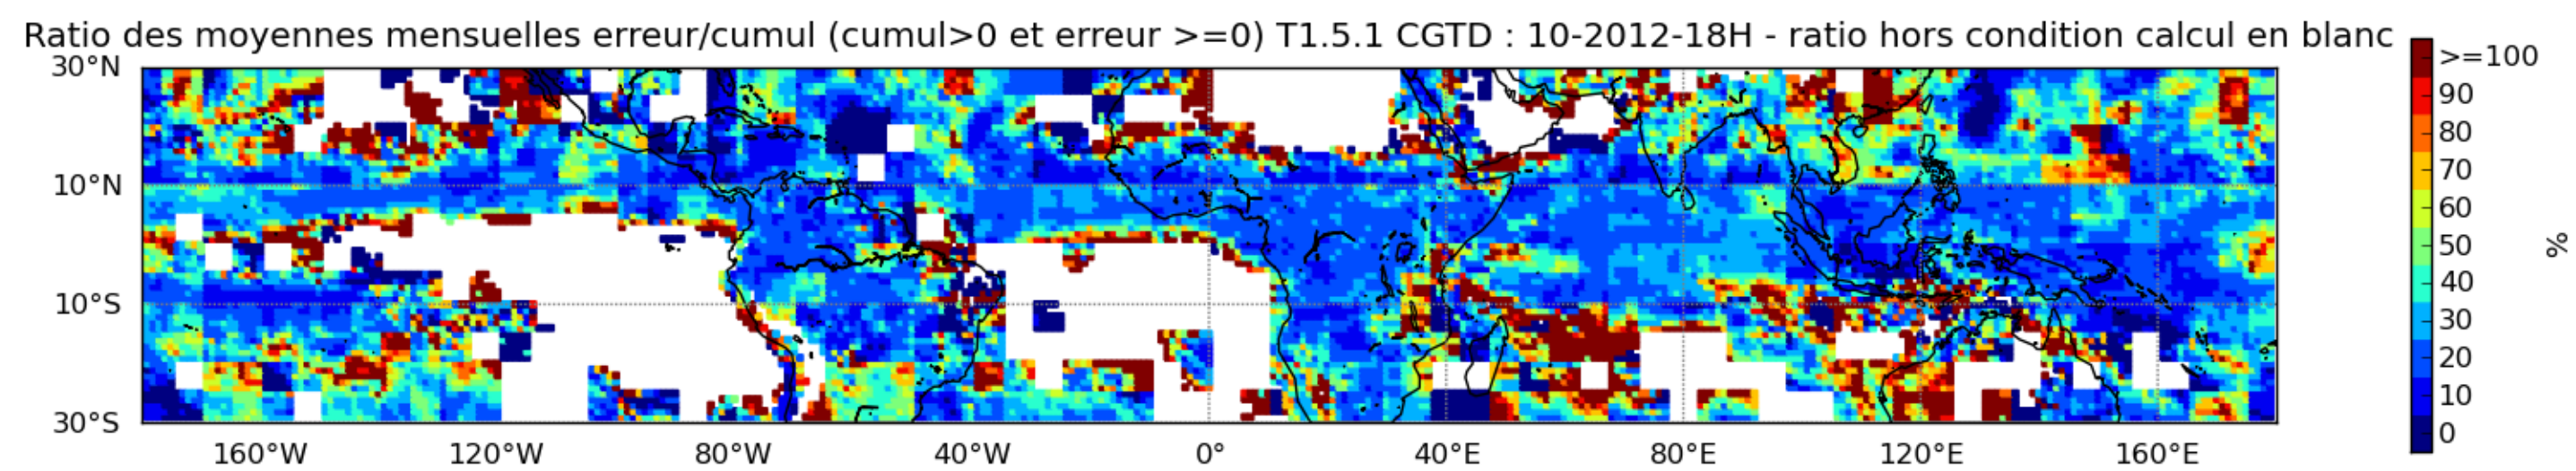 Ratio des moyennes mensuelles erreur/cumul (cumul>0 et erreur >=0) T1.5.1 CGTD : 10-2012-18H - ratio hors condition calcul en blanc
30°N
10°N
10°S
30°S
160°W 120°W 80°W 40°W 0° 40°E 80°E 120°E 160°E
>=100
90
80
70
60
50
40
30
20
10
0
%